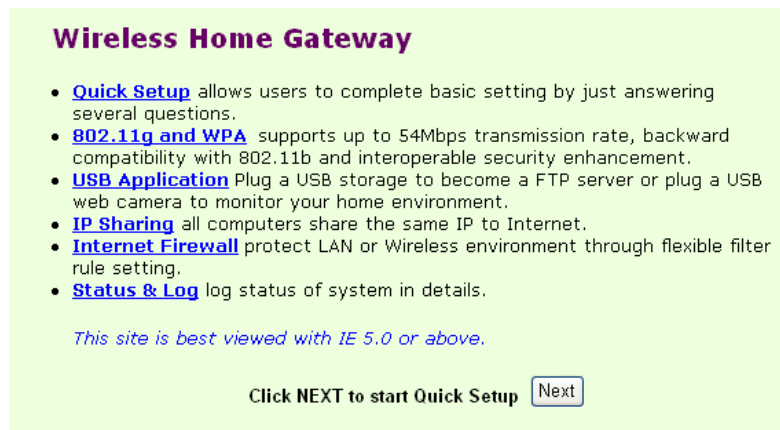 Wireless Home Gateway
• Quick Setup allows users to complete basic setting by just answering
several questions.
• 802.11g and WPA supports up to 54Mbps transmission rate, backward
compatibility with 802.11b and interoperable security enhancement.
• USB Application Plug a USB storage to become a FTP server or plug a USB
web camera to monitor your home environment.
• IP Sharing all computers share the same IP to Internet.
• Internet Firewall protect LAN or Wireless environment through flexible filter
rule setting.
• Status & Log log status of system in details.
This site is best viewed with IE 5.0 or above.
Click NEXT to start Quick Setup Next